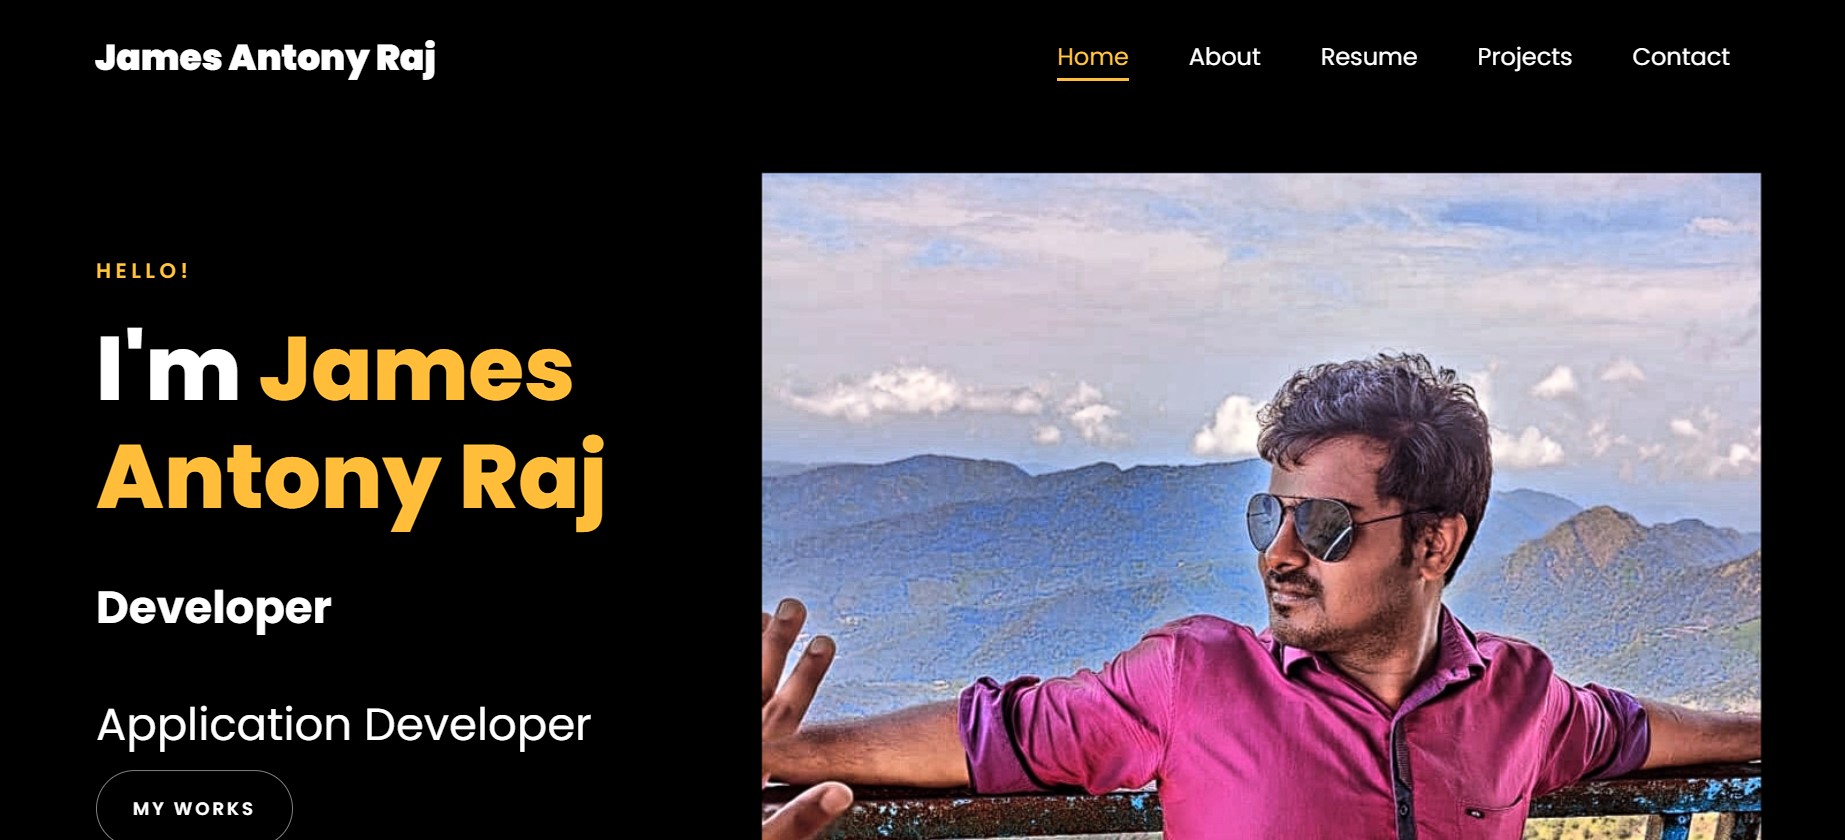 James Antony Raj
Home About Resume Projects Contact
HELLO!
I'm James
Antony Raj
Developer
Application Developer
MY WORKS